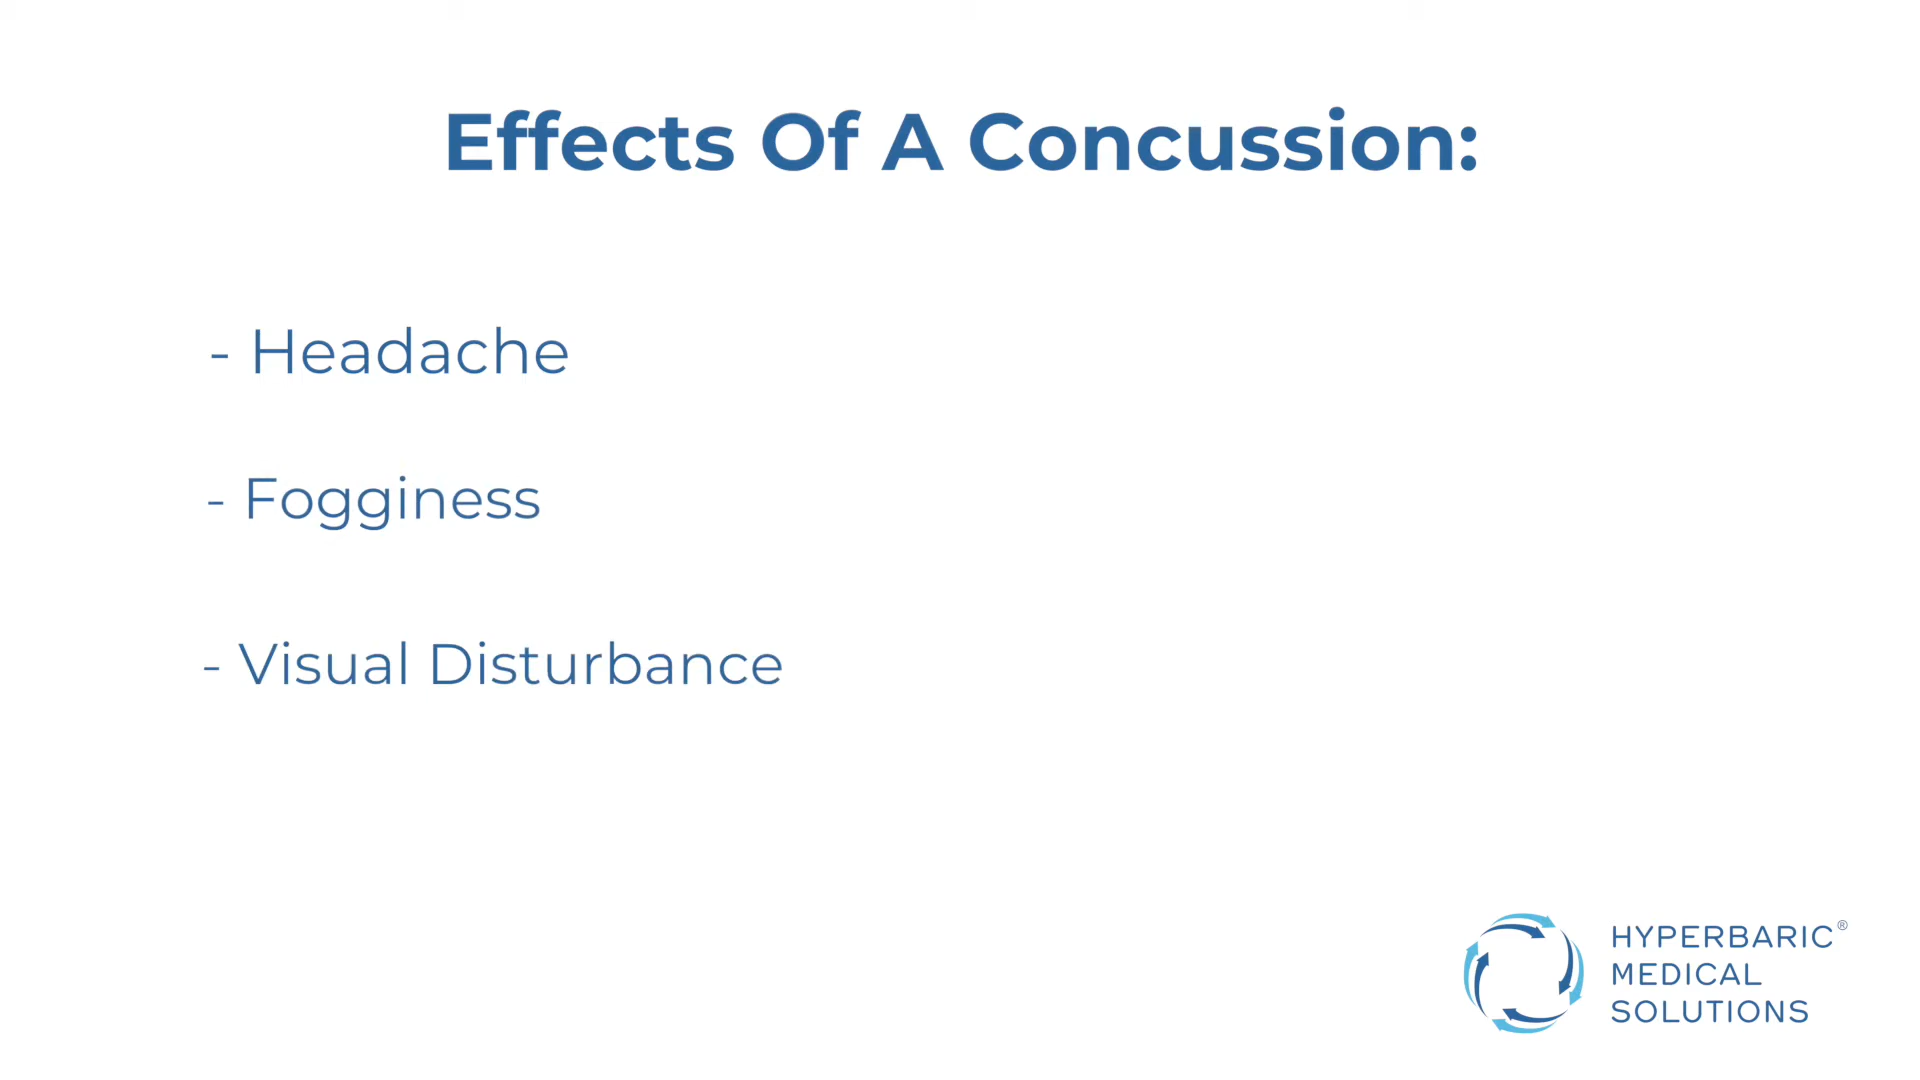 Effects Of A Concussion:
- Headache
- Fogginess
- Visual Disturbance
HYPERBARIC®
MEDICAL
SOLUTIONS